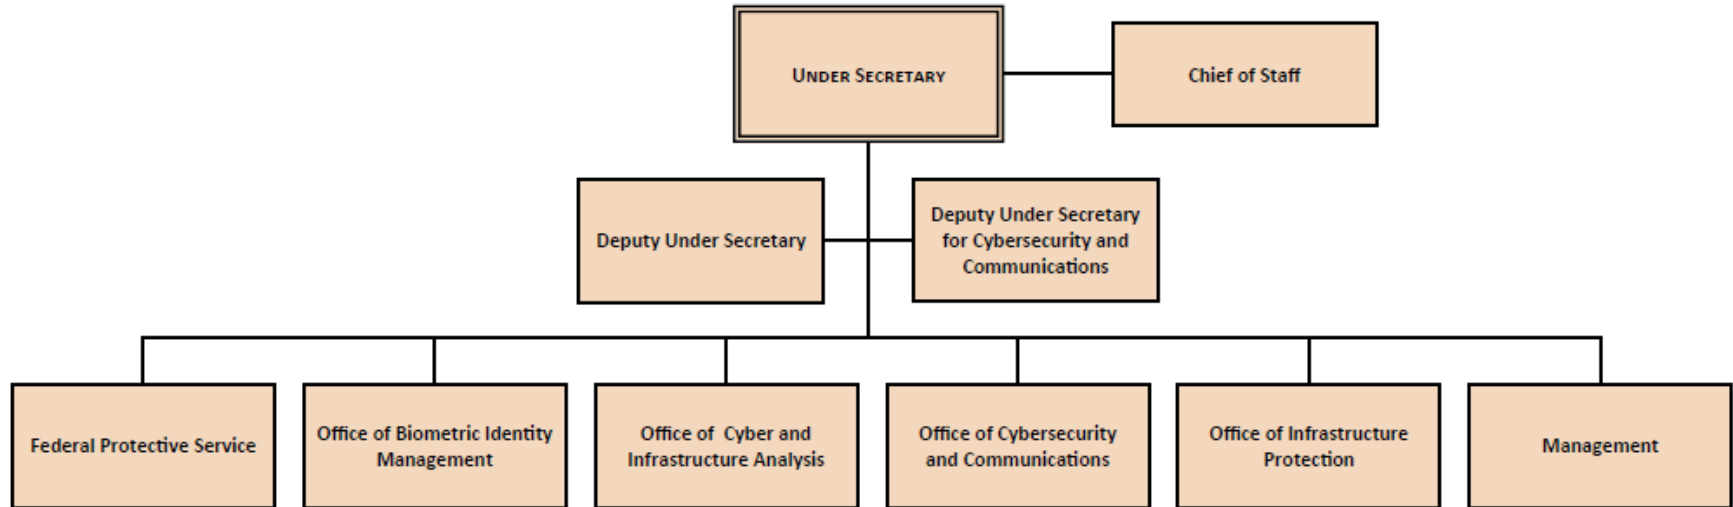 UNDER SECRETARY
Chief of Staff
Deputy Under Secretary
Deputy Under Secretary
for Cybersecurity and
Communications
Federal Protective Service
Office of Biometric Identity
Management
Office of  Cyber and
Infrastructure Analysis
Office of Cybersecurity
and Communications
Office of Infrastructure
Protection
Management